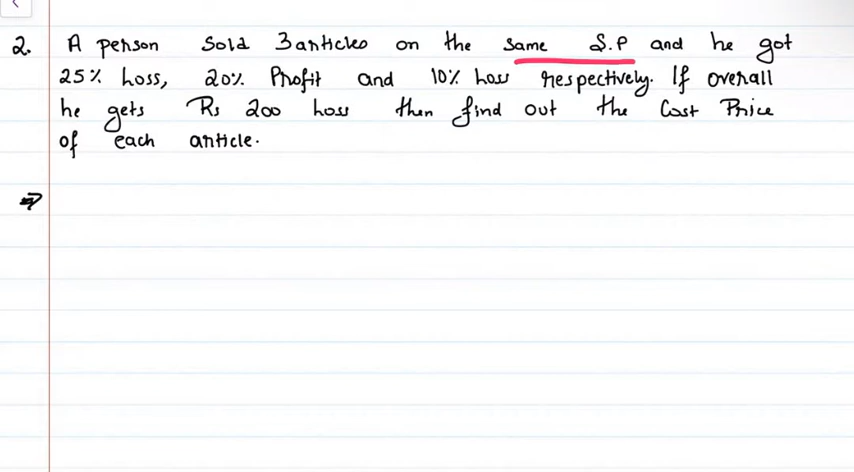 2. A person sold 3 articles on the same S.P and he got
25% Loss, 20% Profit and 10% Loss respectively. If overall
he gets Rs 200 Loss then find out the Cost Price
of each article.